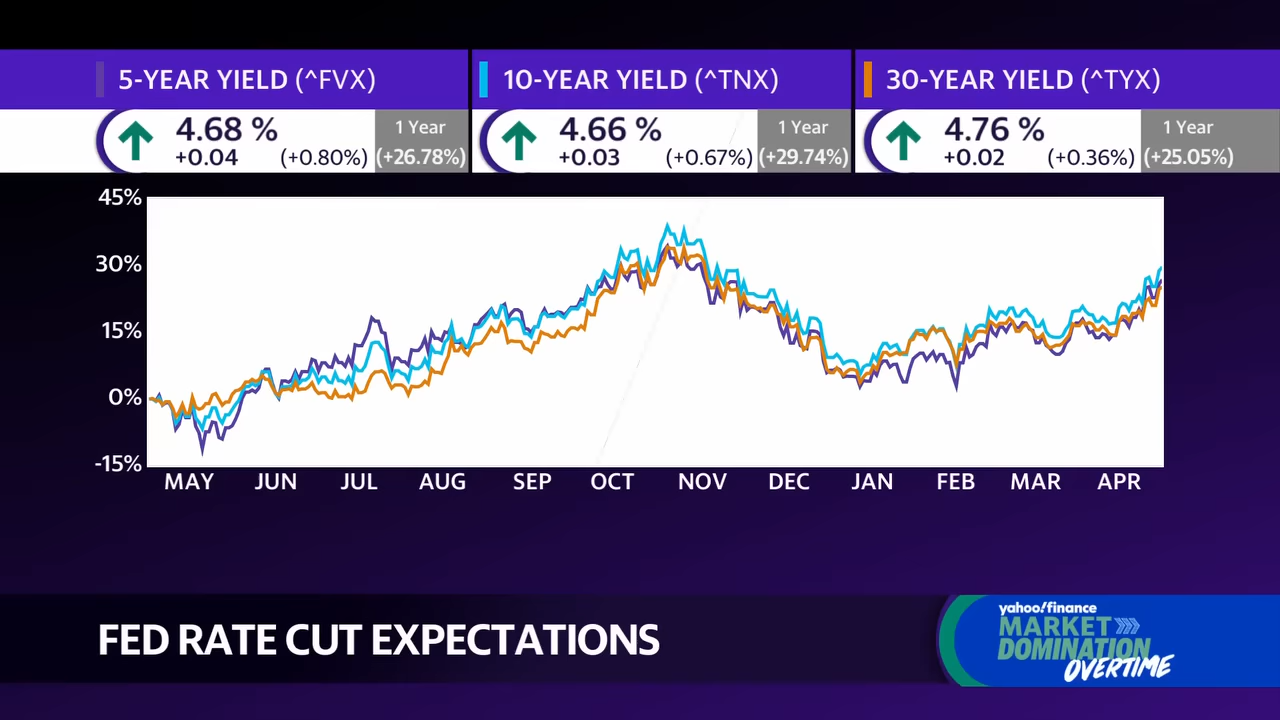 5-YEAR YIELD (^FVX)
4.68 %
+0.04 (+0.80%)
1 Year
(+26.78%)
10-YEAR YIELD (^TNX)
4.66 %
+0.03 (+0.67%)
1 Year
(+29.74%)
30-YEAR YIELD (^TYX)
4.76 %
+0.02 (+0.36%)
1 Year
(+25.05%)
45%
30%
15%
0%
-15%
MAY JUN JUL AUG SEP OCT NOV DEC JAN FEB MAR APR
FED RATE CUT EXPECTATIONS
yahoo!finance
MARKET
DOMINATION
OVERTIME